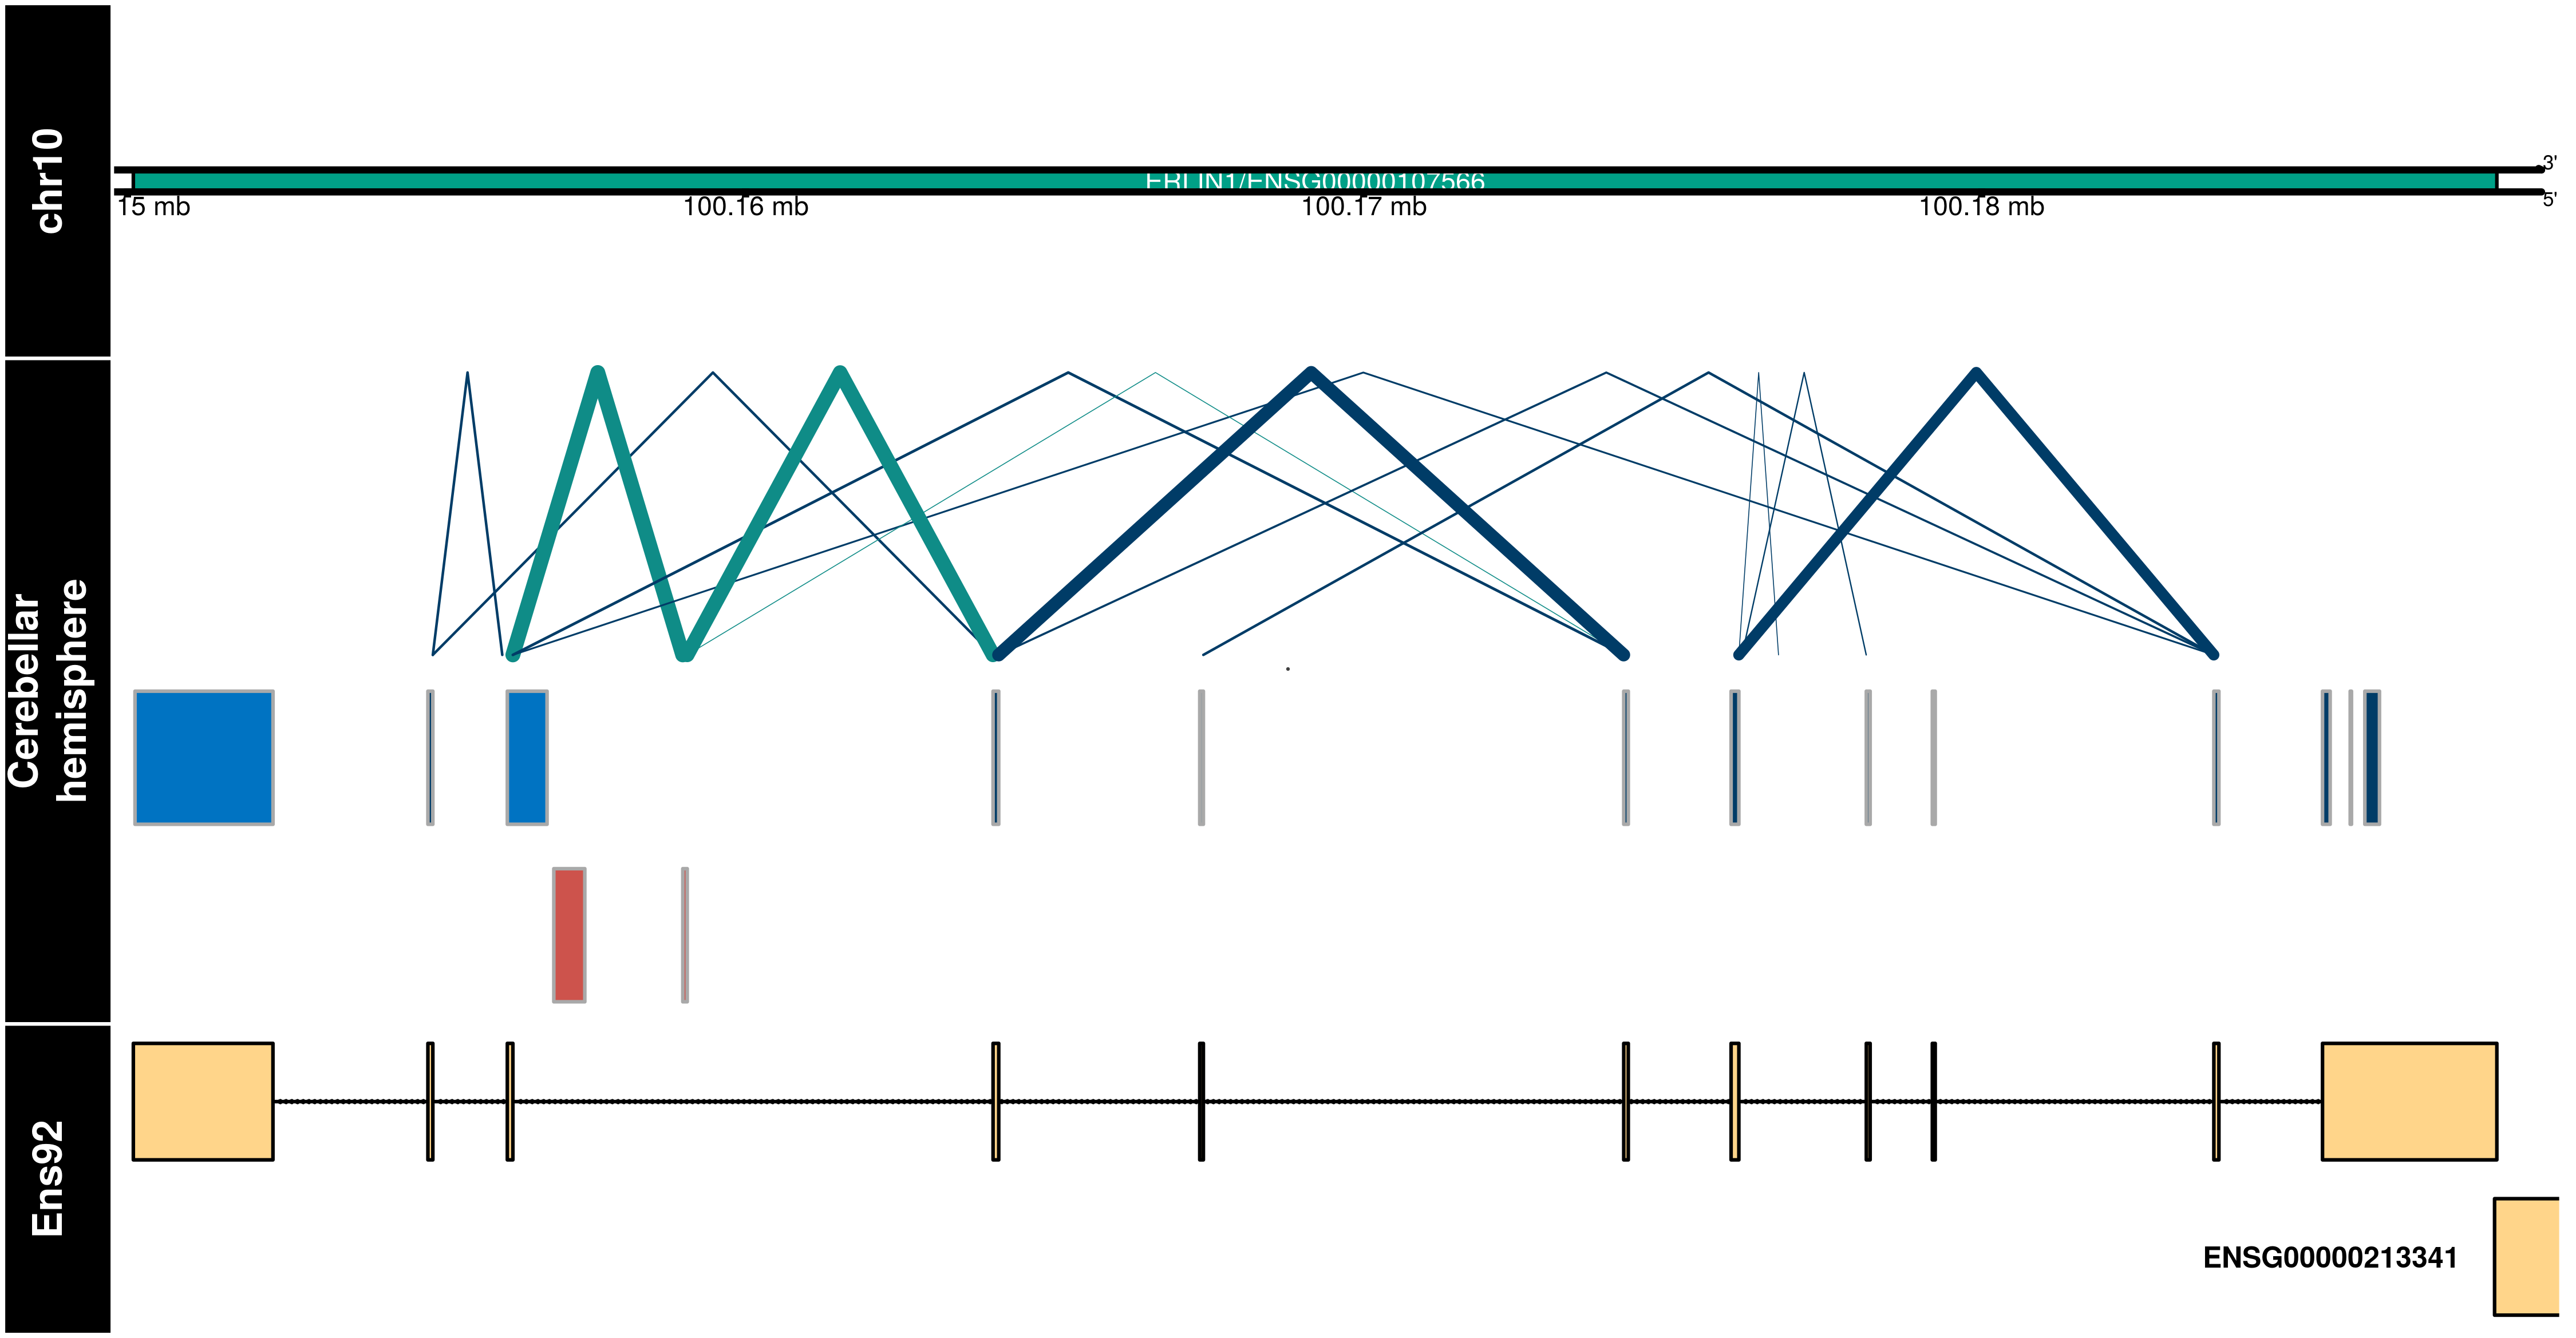 chr10
3'
ERLIN1/ENSG00000107566
15 mb
100.16 mb
100.17 mb
100.18 mb
5'
Cerebellar
hemisphere
Ens92
ENSG00000213341